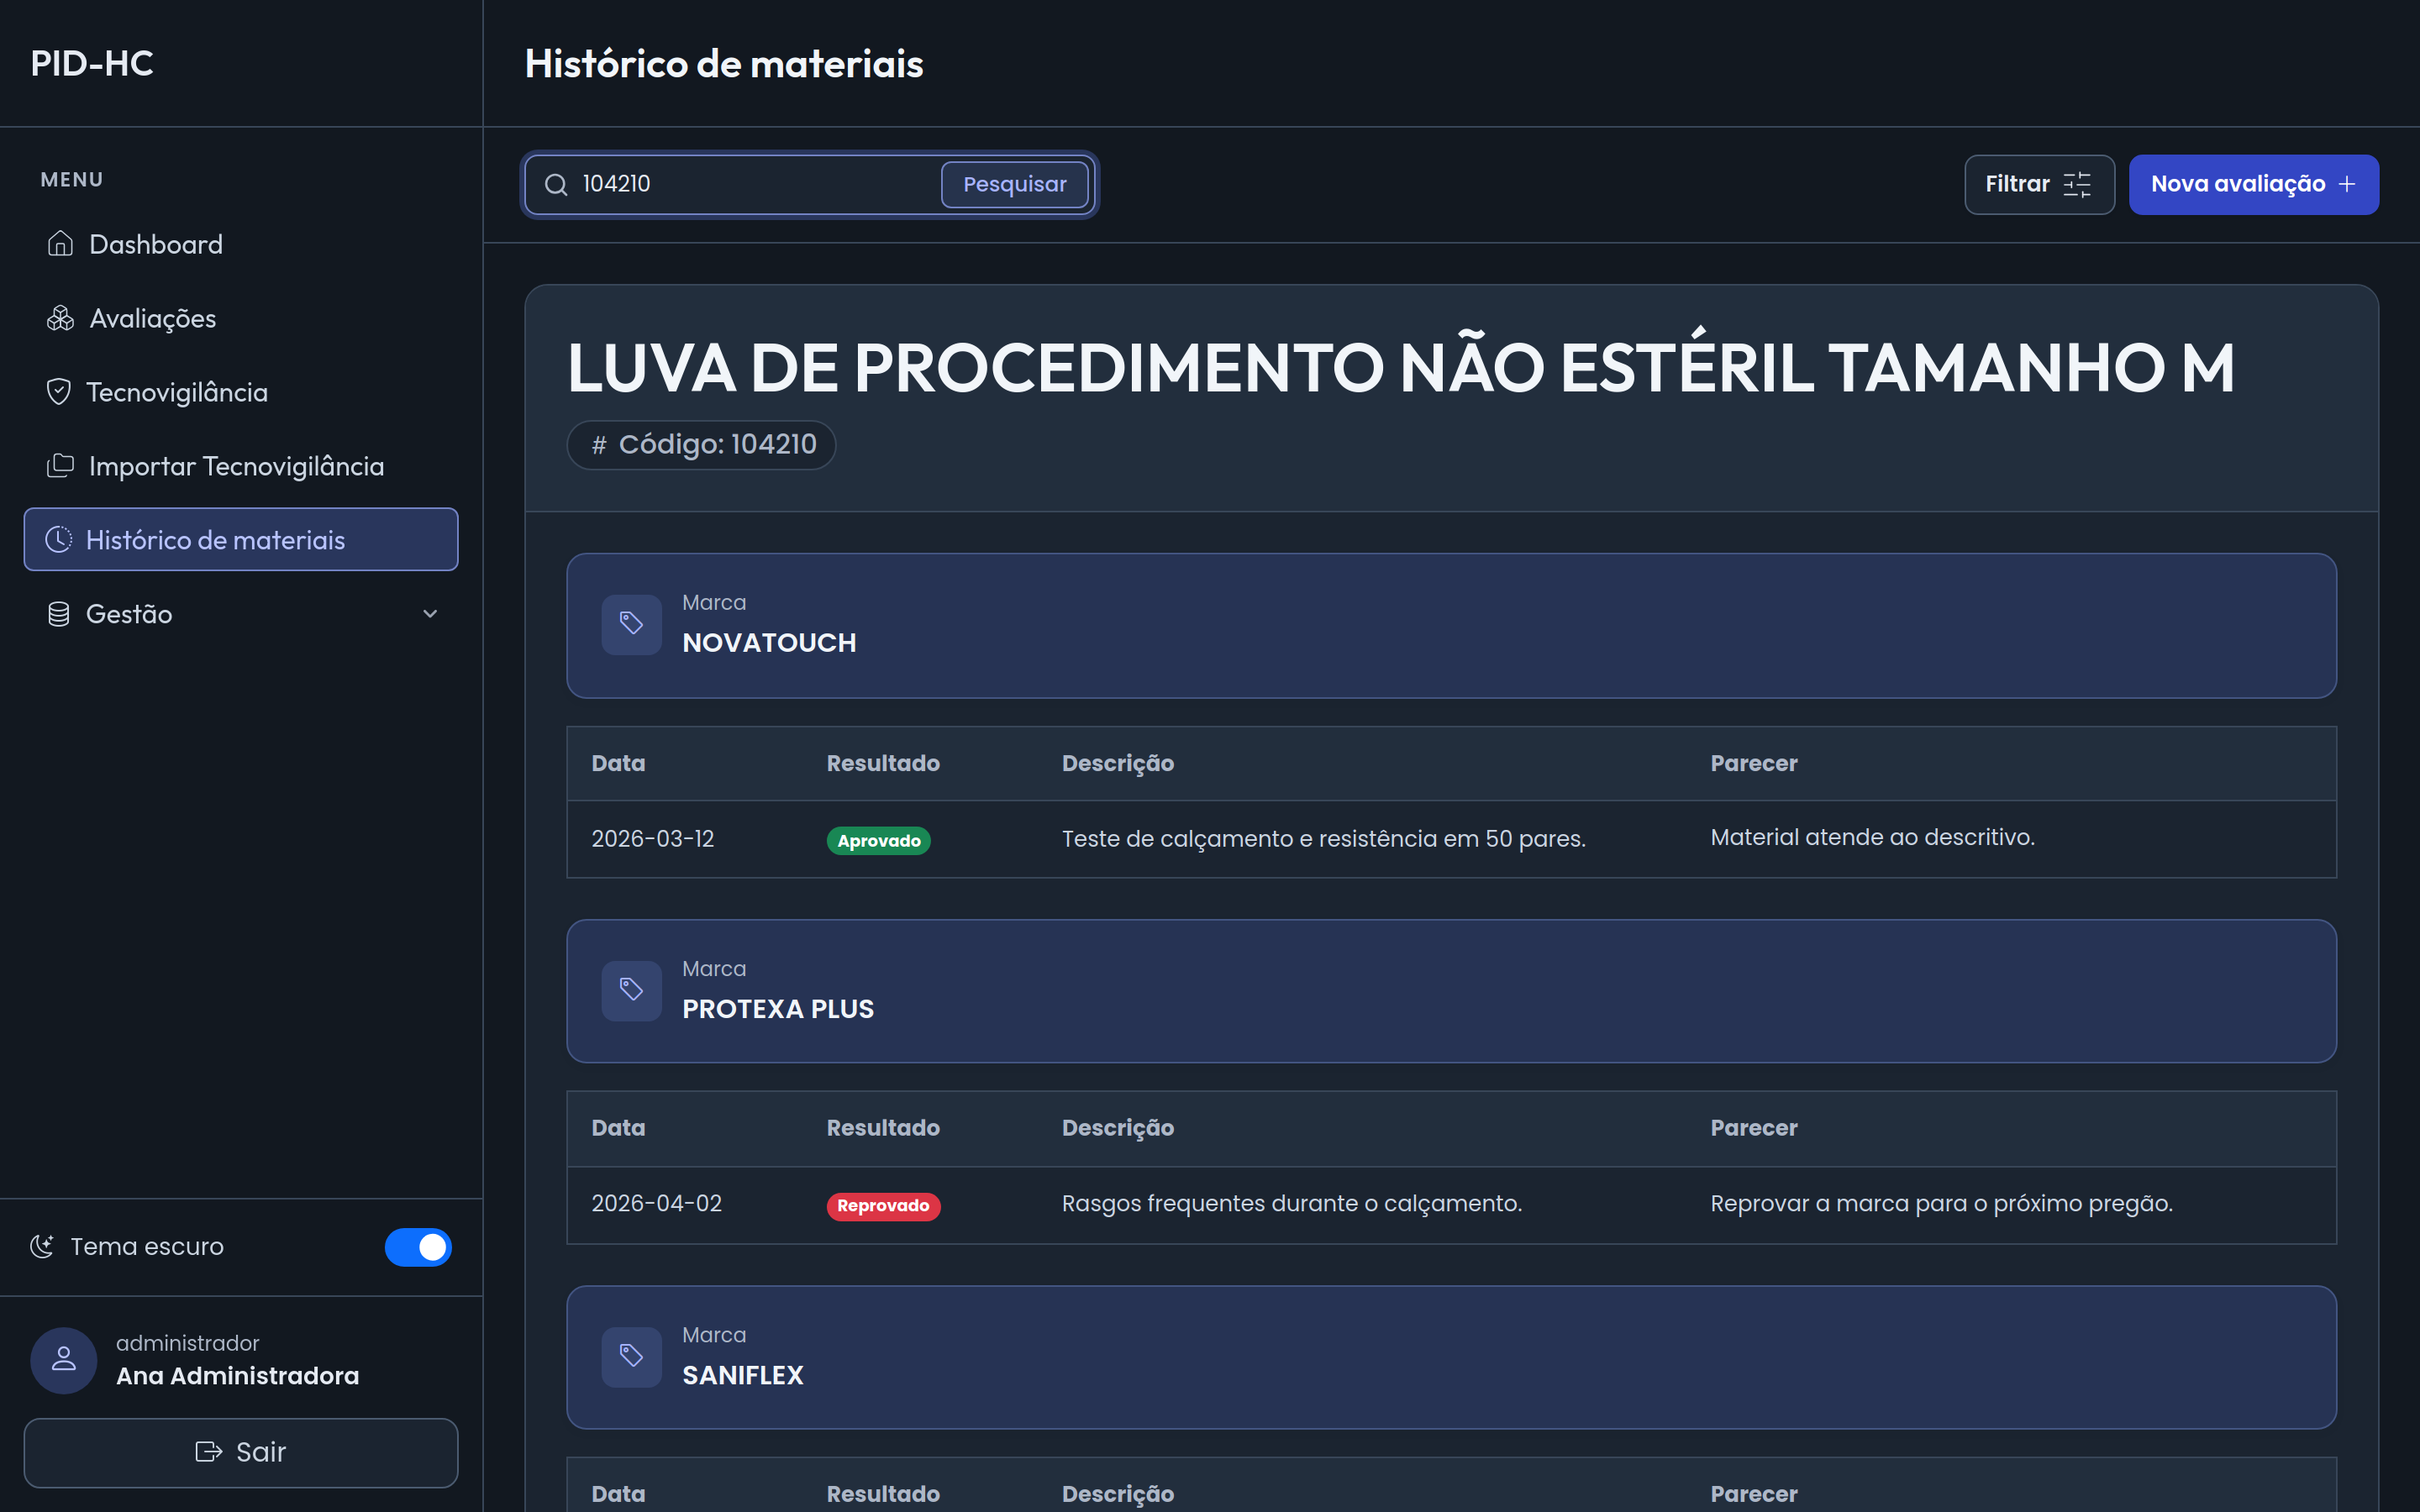 PID-HC
MENU
Dashboard
Avaliações
Tecnovigilância
Importar Tecnovigilância
Histórico de materiais
Gestão
Tema escuro
administrador
Ana Administradora
Sair
Histórico de materiais
104210 Pesquisar
Filtrar
Nova avaliação +
LUVA DE PROCEDIMENTO NÃO ESTÉRIL TAMANHO M
# Código: 104210
Marca
NOVATOUCH
Data Resultado Descrição Parecer
2026-03-12 Aprovado Teste de calçamento e resistência em 50 pares. Material atende ao descritivo.
Marca
PROTEXA PLUS
Data Resultado Descrição Parecer
2026-04-02 Reprovado Rasgos frequentes durante o calçamento. Reprovar a marca para o próximo pregão.
Marca
SANIFLEX
Data Resultado Descrição Parecer